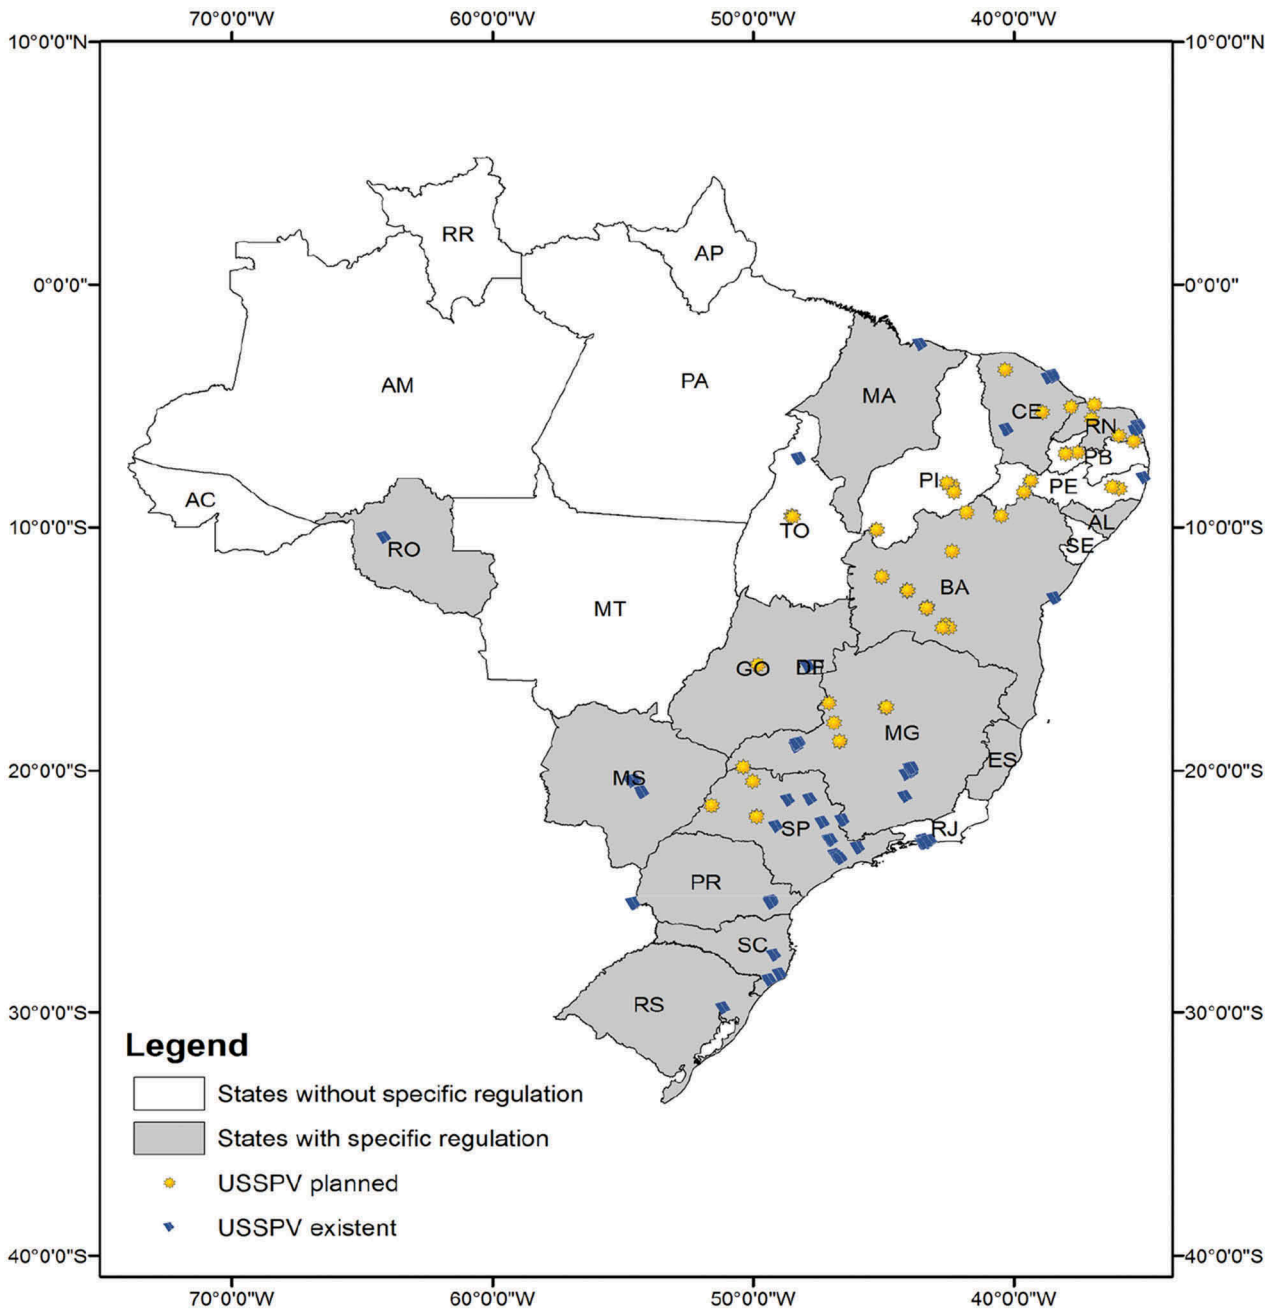 70°0'0"W 60°0'0"W 50°0'0"W 40°0'0"W
10°0'0"N 10°0'0"N
RR
AP
0°0'0" 0°0'0"
AM
PA
MA
CE
RN
PB
PI
PE
AC
AL
10°0'0"S 10°0'0"S
TO
SE
RO
BA
MT
GO DF
MG
ES
MS
20°0'0"S 20°0'0"S
SP
RJ
PR
SC
RS
30°0'0"S 30°0'0"S
Legend
States without specific regulation
States with specific regulation
USSPV planned
USSPV existent
40°0'0"S 40°0'0"S
70°0'0"W 60°0'0"W 50°0'0"W 40°0'0"W